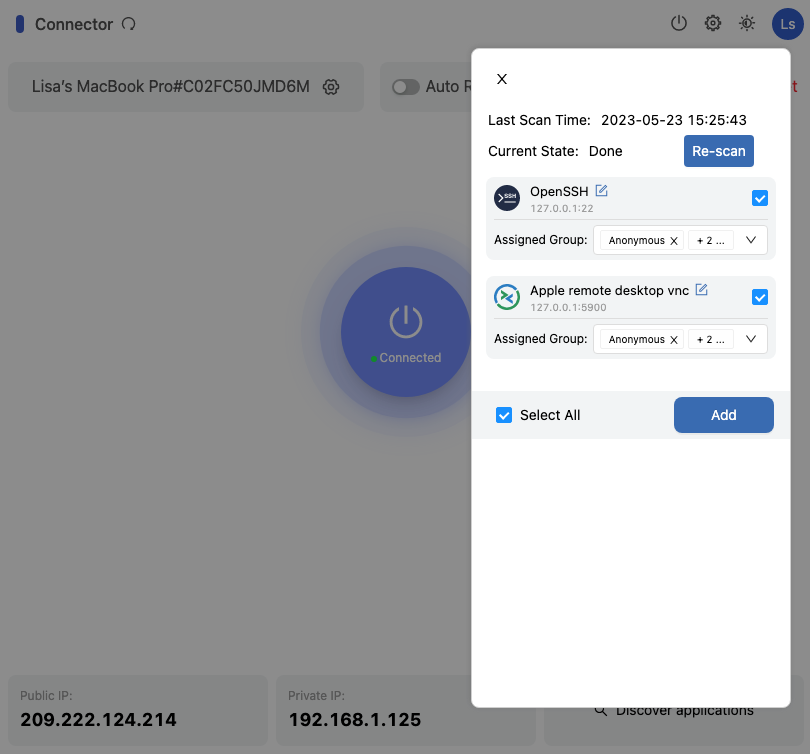 Connector
Ls
Lisa's MacBook Pro#C02FC50JMD6M
Auto R
t
X
Last Scan Time: 2023-05-23 15:25:43
Current State: Done
Re-scan
SSH
OpenSSH
127.0.0.1:22
Assigned Group: Anonymous X + 2 ...
Apple remote desktop vnc
127.0.0.1:5900
Assigned Group: Anonymous X + 2 ...
Connected
Select All
Add
Public IP:
209.222.124.214
Private IP:
192.168.1.125
Discover applications